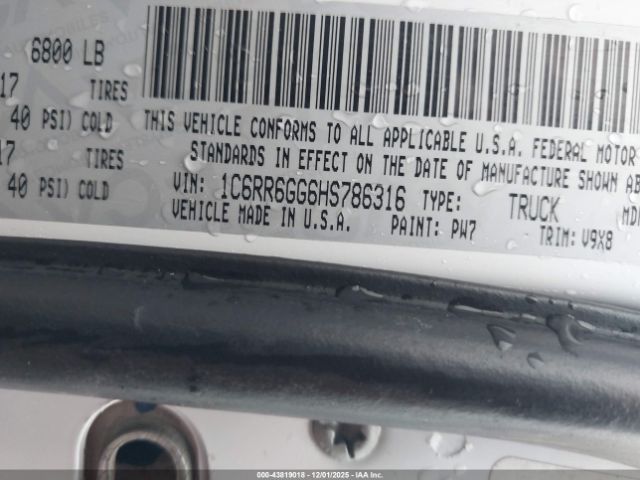 6800 LB
17 TIRES
40 PSI) COLD
17 TIRES
40 PSI) COLD
THIS VEHICLE CONFORMS TO ALL APPLICABLE U.S.A. FEDERAL MOTOR
STANDARDS IN EFFECT ON THE DATE OF MANUFACTURE SHOWN AB
VIN: 1C6RR6GG6HS786316 TYPE: TRUCK
VEHICLE MADE IN U.S.A. PAINT: PW7 TRIM: V9X8
000-43819018 - 12/01/2025 - IAAI.COM